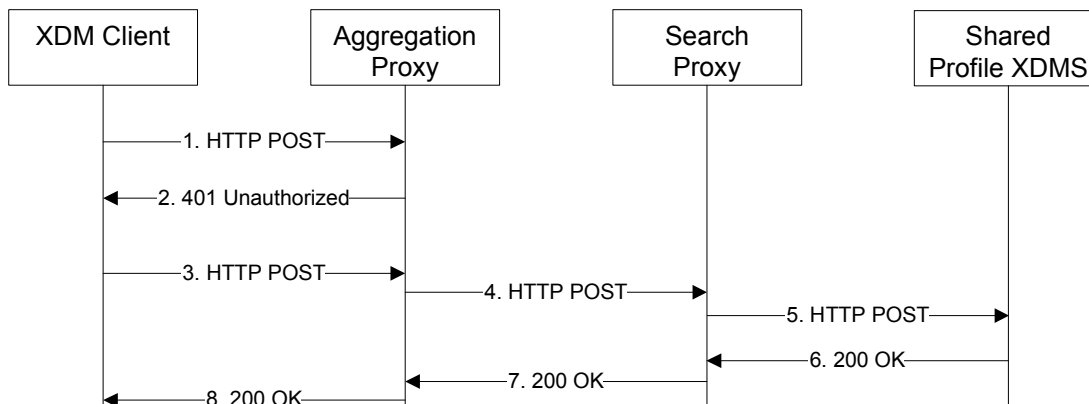 XDM Client
Aggregation
Proxy
Search
Proxy
Shared
Profile XDMS
1. HTTP POST
2. 401 Unauthorized
3. HTTP POST
4. HTTP POST
5. HTTP POST
6. 200 OK
7. 200 OK
8. 200 OK